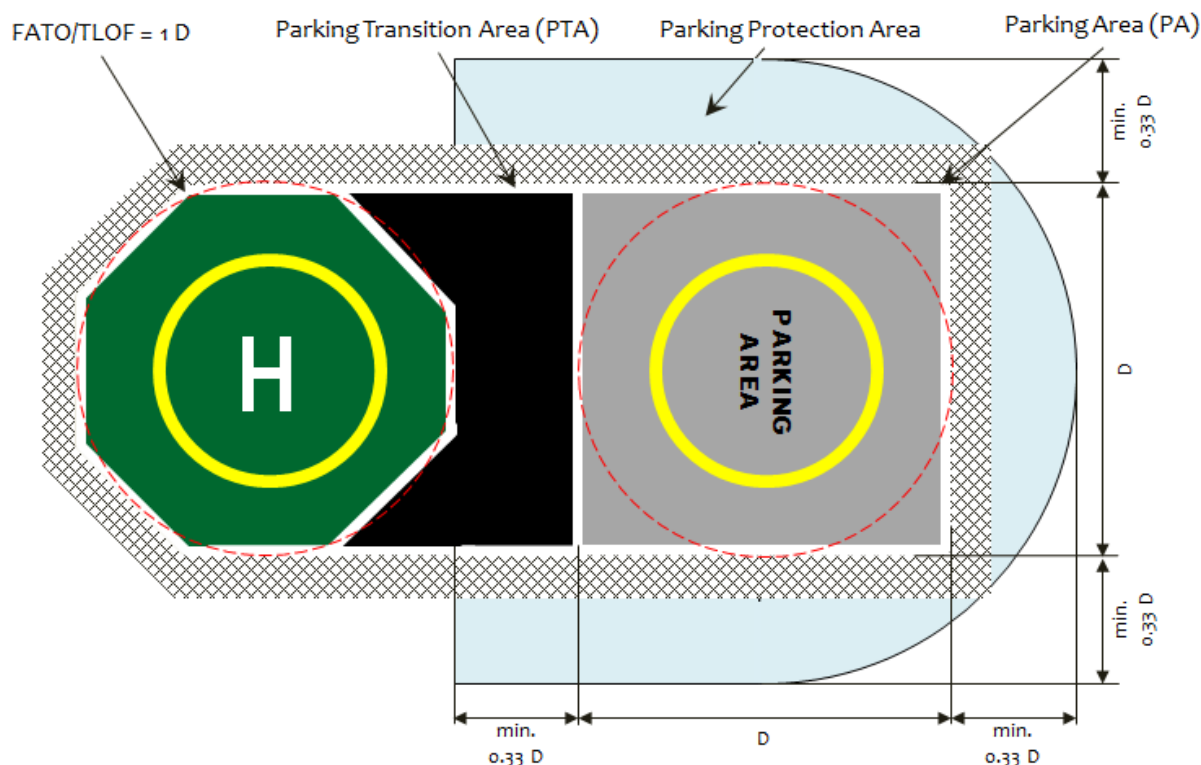 FATO/TLOF = 1 D
Parking Transition Area (PTA)
Parking Protection Area
Parking Area (PA)
min.
0.33 D
H
PARKING
AREA
D
min.
0.33 D
min.
0.33 D
D
min.
0.33 D